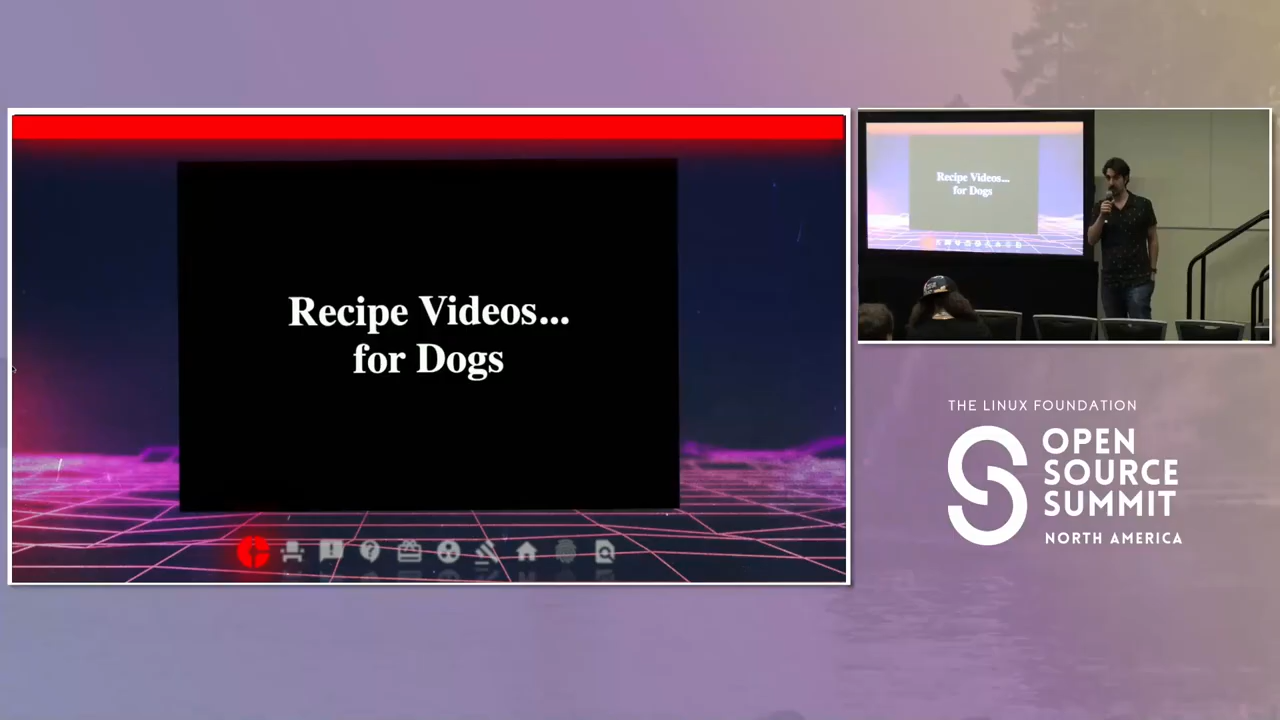 Recipe Videos...
for Dogs
Recipe Videos...
for Dogs
THE LINUX FOUNDATION
OPEN
SOURCE
SUMMIT
NORTH AMERICA